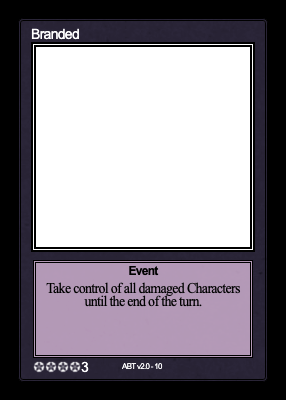 Branded
Event
Take control of all damaged Characters
until the end of the turn.
3
ABT v2.0 - 10